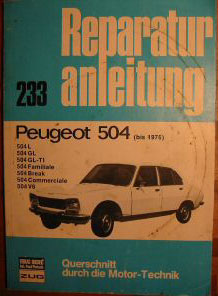 Reparatur
anleitung
233
Peugeot 504 (bis 1976)
504 L
504 GL
504 GL-TI
504 Familiale
504 Break
504 Commerciale
504 V6
Querschnitt
durch die Motor-Technik